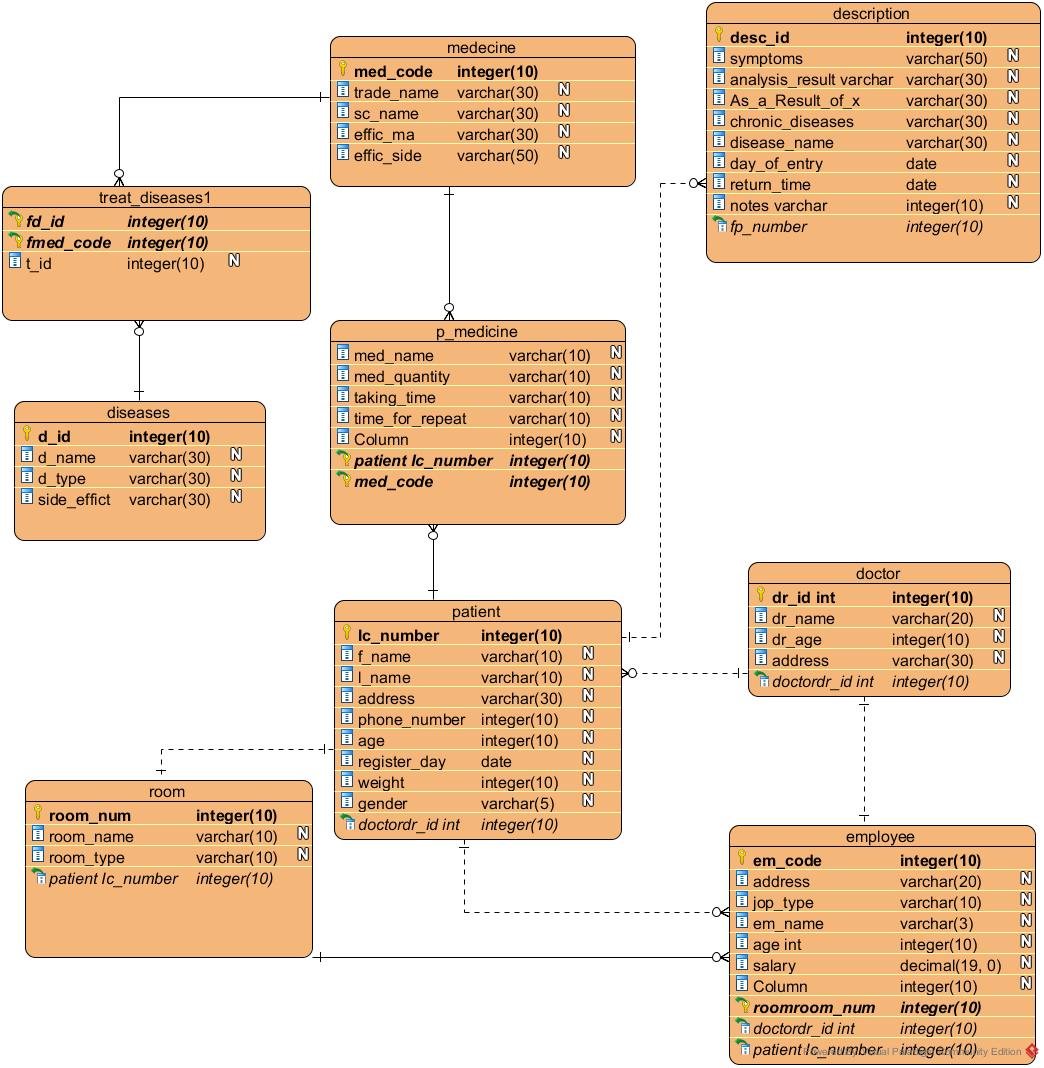 medecine
med_code integer(10)
trade_name varchar(30) N
sc_name varchar(30) N
effic_ma varchar(30) N
effic_side varchar(50) N
description
desc_id integer(10)
symptoms varchar(50) N
analysis_result varchar varchar(30) N
As_a_Result_of_x varchar(30) N
chronic_diseases varchar(30) N
disease_name varchar(30) N
day_of_entry date N
return_time date N
notes varchar integer(10) N
fp_number integer(10)
treat_diseases1
fd_id integer(10)
fmed_code integer(10)
t_id integer(10) N
p_medicine
med_name varchar(10) N
med_quantity varchar(10) N
taking_time varchar(10) N
time_for_repeat varchar(10) N
Column integer(10) N
patient Ic_number integer(10)
med_code integer(10)
diseases
d_id integer(10)
d_name varchar(30) N
d_type varchar(30) N
side_effict varchar(30) N
doctor
dr_id int integer(10)
dr_name varchar(20) N
dr_age integer(10) N
address varchar(30) N
doctordr_id int integer(10)
patient
Ic_number integer(10)
f_name varchar(10) N
l_name varchar(10) N
address varchar(30) N
phone_number integer(10) N
age integer(10) N
register_day date N
weight integer(10) N
gender varchar(5) N
doctordr_id int integer(10)
room
room_num integer(10)
room_name varchar(10) N
room_type varchar(10) N
patient Ic_number integer(10)
employee
em_code integer(10)
address varchar(20) N
jop_type varchar(10) N
em_name varchar(3) N
age int integer(10) N
salary decimal(19, 0) N
Column integer(10) N
roomroom_num integer(10)
doctordr_id int integer(10)
patient Ic_number integer(10)
Powered By Visual Paradigm Community Edition